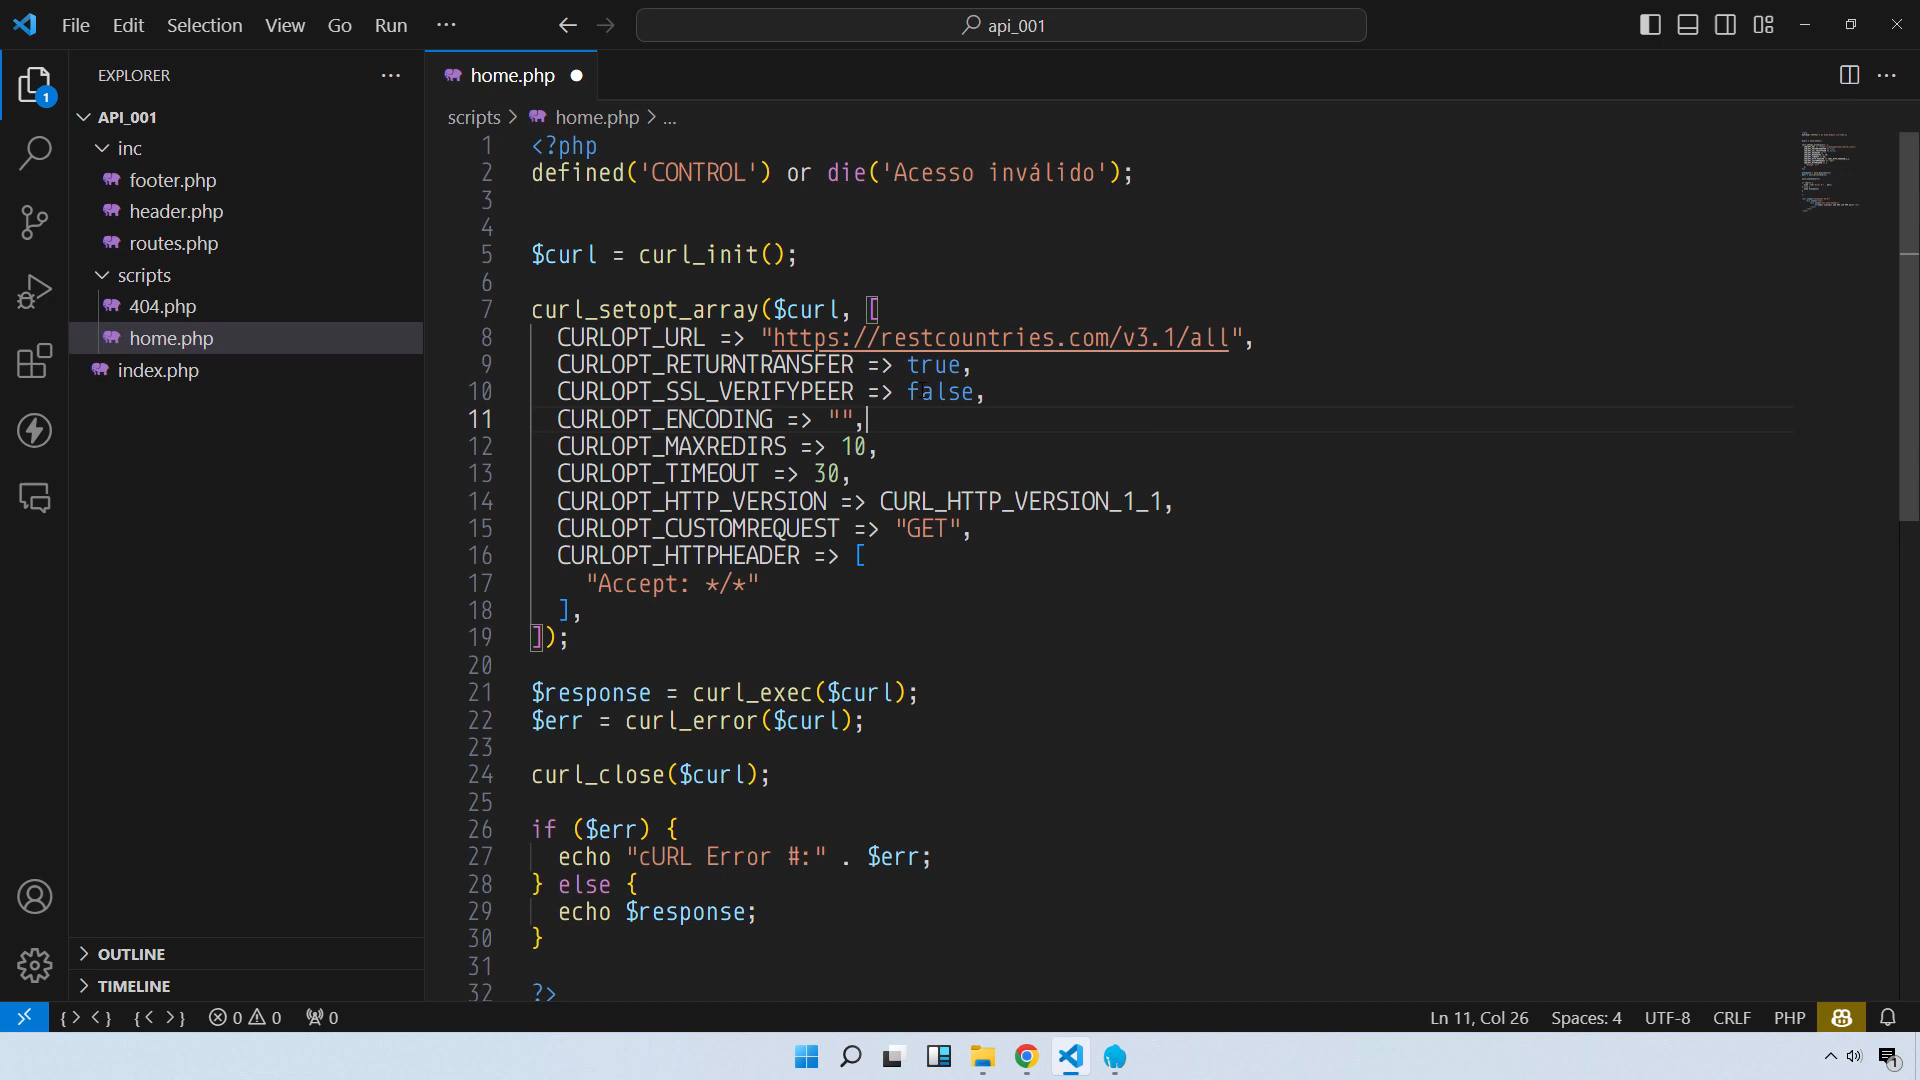 File Edit Selection View Go Run ···
api_001
EXPLORER ···
API_001
inc
footer.php
header.php
routes.php
scripts
404.php
home.php
index.php
OUTLINE
TIMELINE
1
home.php
scripts > home.php > ...
1 <?php
2 defined('CONTROL') or die('Acesso inválido');
3
4
5 $curl = curl_init();
6
7 curl_setopt_array($curl, [
8 CURLOPT_URL => "https://restcountries.com/v3.1/all",
9 CURLOPT_RETURNTRANSFER => true,
10 CURLOPT_SSL_VERIFYPEER => false,
11 CURLOPT_ENCODING => "",
12 CURLOPT_MAXREDIRS => 10,
13 CURLOPT_TIMEOUT => 30,
14 CURLOPT_HTTP_VERSION => CURL_HTTP_VERSION_1_1,
15 CURLOPT_CUSTOMREQUEST => "GET",
16 CURLOPT_HTTPHEADER => [
17 "Accept: */*"
18 ],
19 ]);
20
21 $response = curl_exec($curl);
22 $err = curl_error($curl);
23
24 curl_close($curl);
25
26 if ($err) {
27 echo "cURL Error #:" . $err;
28 } else {
29 echo $response;
30 }
31
32 ?>
{> <} {< >} 0 0 0 Ln 11, Col 26 Spaces: 4 UTF-8 CRLF PHP
1